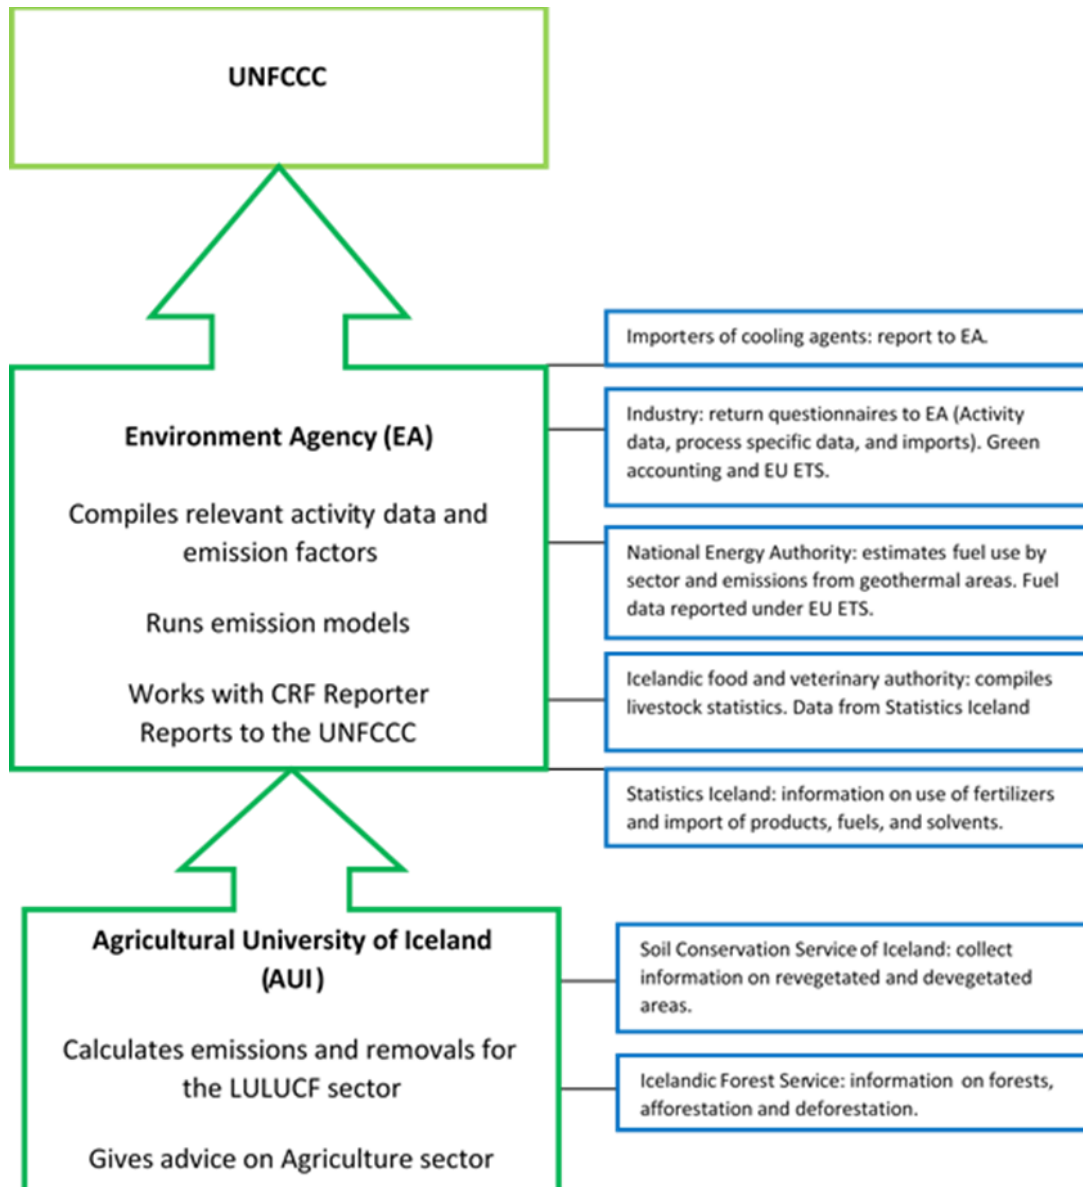 UNFCCC
Environment Agency (EA)
Compiles relevant activity data and
emission factors
Runs emission models
Works with CRF Reporter
Reports to the UNFCCC
Importers of cooling agents: report to EA.
Industry: return questionnaires to EA (Activity
data, process specific data, and imports). Green
accounting and EU ETS.
National Energy Authority: estimates fuel use by
sector and emissions from geothermal areas. Fuel
data reported under EU ETS.
Icelandic food and veterinary authority: compiles
livestock statistics. Data from Statistics Iceland
Statistics Iceland: information on use of fertilizers
and import of products, fuels, and solvents.
Agricultural University of Iceland
(AUI)
Calculates emissions and removals for
the LULUCF sector
Gives advice on Agriculture sector
Soil Conservation Service of Iceland: collect
information on revegetated and devegetated
areas.
Icelandic Forest Service: information on forests,
afforestation and deforestation.